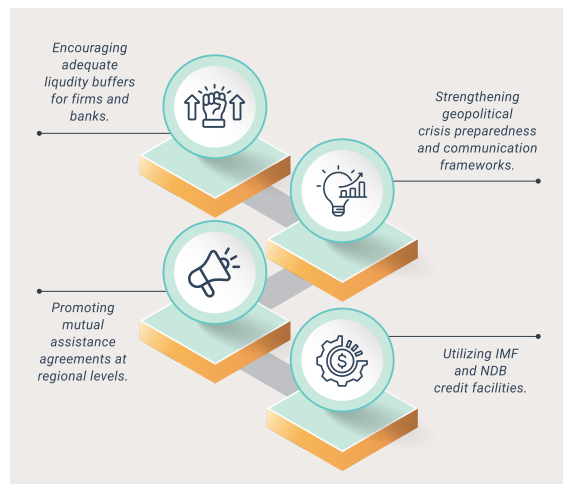 Encouraging
adequate
liqudity buffers
for firms and
banks.
Strengthening
geopolitical
crisis preparedness
and communication
frameworks.
Promoting
mutual
assistance
agreements at
regional levels.
$
Utilizing IMF
and NDB
credit facilities.